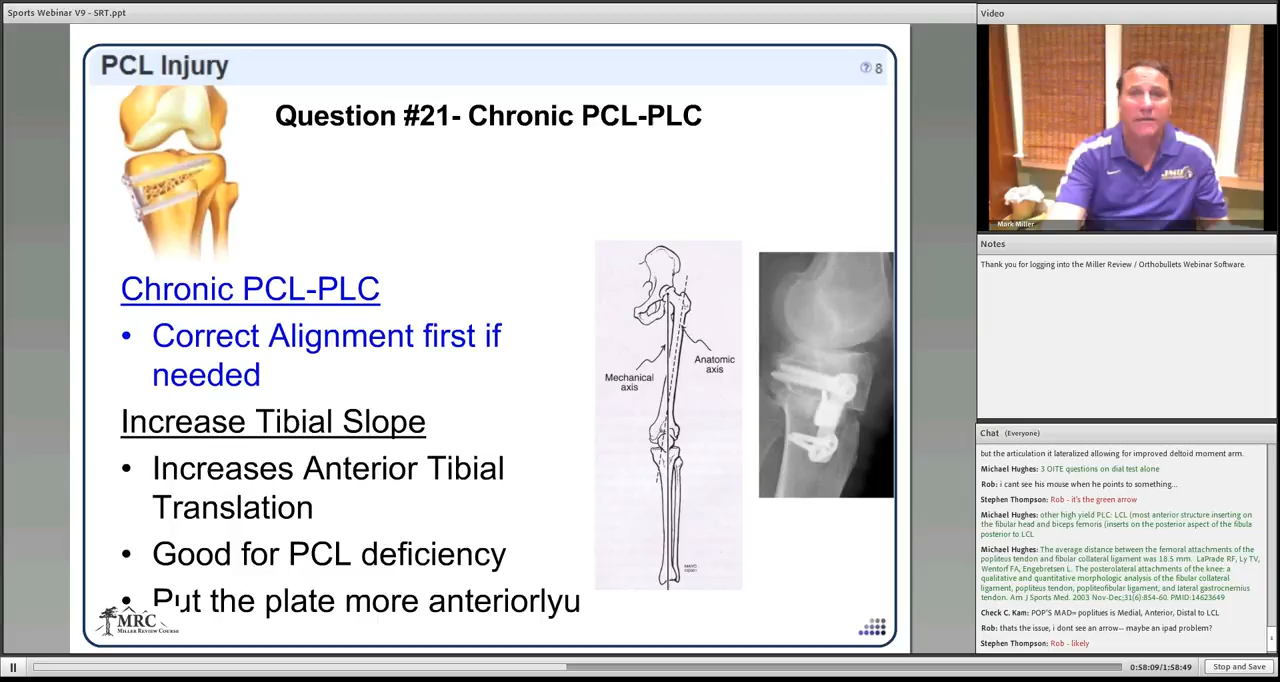 Sports Webinar V9 - SRT.ppt
PCL Injury
8
Question #21- Chronic PCL-PLC
Chronic PCL-PLC
• Correct Alignment first if
needed
Increase Tibial Slope
• Increases Anterior Tibial
Translation
• Good for PCL deficiency
• Put the plate more anteriorlyu
Mechanical
axis
Anatomic
axis
MRC
MILLER REVIEW COURSE
Video
JMU
Mark Miller
Notes
Thank you for logging into the Miller Review / Orthobullets Webinar Software.
Chat (Everyone)
but the articulation it lateralized allowing for improved deltoid moment arm.
Michael Hughes: 3 OITE questions on dial test alone
Rob: i cant see his mouse when he points to something...
Stephen Thompson: Rob - it's the green arrow
Michael Hughes: other high yield PLC: LCL (most anterior structure inserting on
the fibular head and biceps femoris (inserts on the posterior aspect of the fibula
posterior to LCL
Michael Hughes: The average distance between the femoral attachments of the
popliteus tendon and fibular collateral ligament was 18.5 mm. LaPrade RF, Ly TV,
Wentorf FA, Engebretsen L. The posterolateral attachments of the knee: a
qualitative and quantitative morphologic analysis of the fibular collateral
ligament, popliteus tendon, popliteofibular ligament, and lateral gastrocnemius
tendon. Am J Sports Med. 2003 Nov-Dec;31(6):854-60. PMID:14623649
Check C. Kam: POP'S MAD= poplitues is Medial, Anterior, Distal to LCL
Rob: thats the issue, i dont see an arrow-- maybe an ipad problem?
Stephen Thompson: Rob - likely
0:58:09/1:58:49
Stop and Save